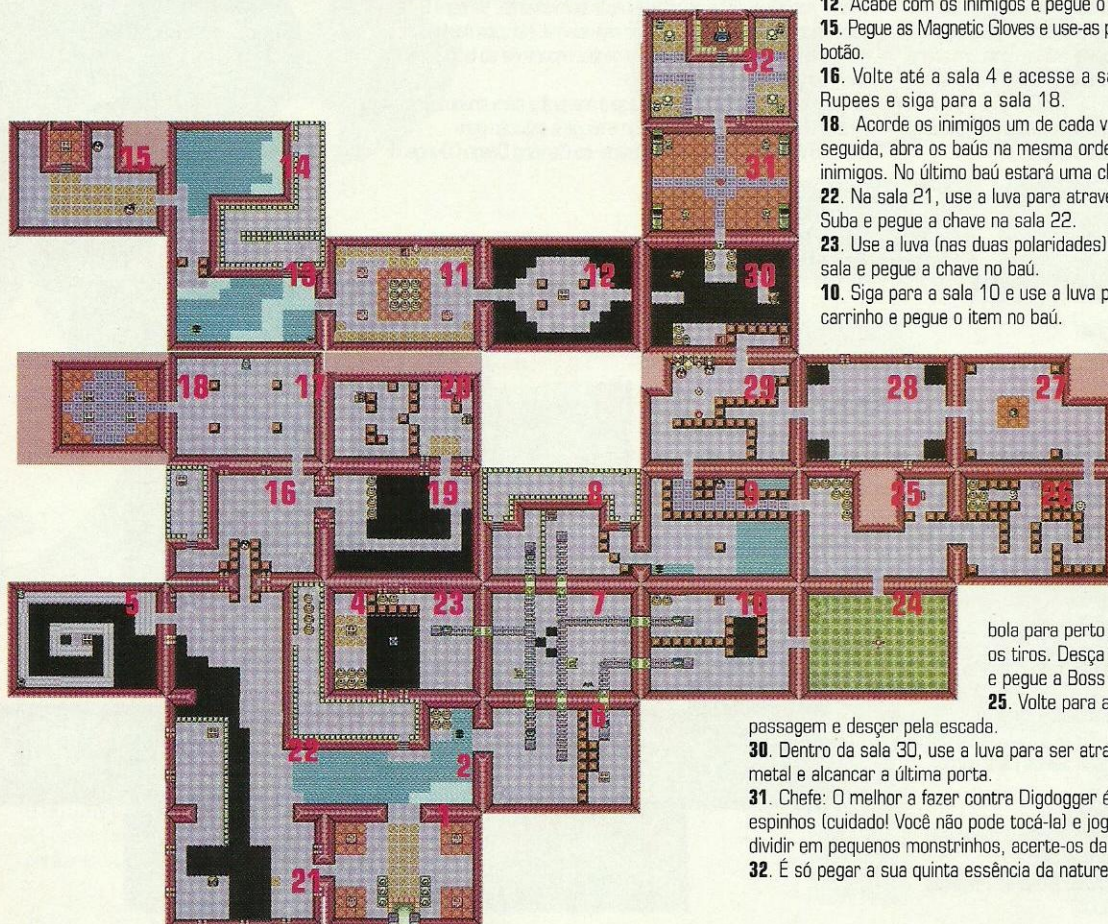 12. Acabe com os inimigos e pegue o
15. Pegue as Magnetic Gloves e use-as p
botão.
16. Volte até a sala 4 e acesse a sa
Rupees e siga para a sala 18.
18. Acorde os inimigos um de cada v
seguida, abra os baús na mesma orde
inimigos. No último baú estará uma cl
22. Na sala 21, use a luva para atrave
Suba e pegue a chave na sala 22.
23. Use a luva (nas duas polaridades)
sala e pegue a chave no baú.
10. Siga para a sala 10 e use a luva p
carrinho e pegue o item no baú.
32
31
15
14
13
11
12
30
18
17
20
29
28
27
16
19
8
9
25
26
5
4
23
7
10
24
22
2
6
1
21
bola para perto
os tiros. Desça
e pegue a Boss
25. Volte para a
passagem e desçer pela escada.
30. Dentro da sala 30, use a luva para ser atra
metal e alcancar a última porta.
31. Chefe: O melhor a fazer contra Digdogger é
espinhos (cuidado! Você não pode tocá-la) e jog
dividir em pequenos monstrinhos, acerte-os da
32. É só pegar a sua quinta essência da nature